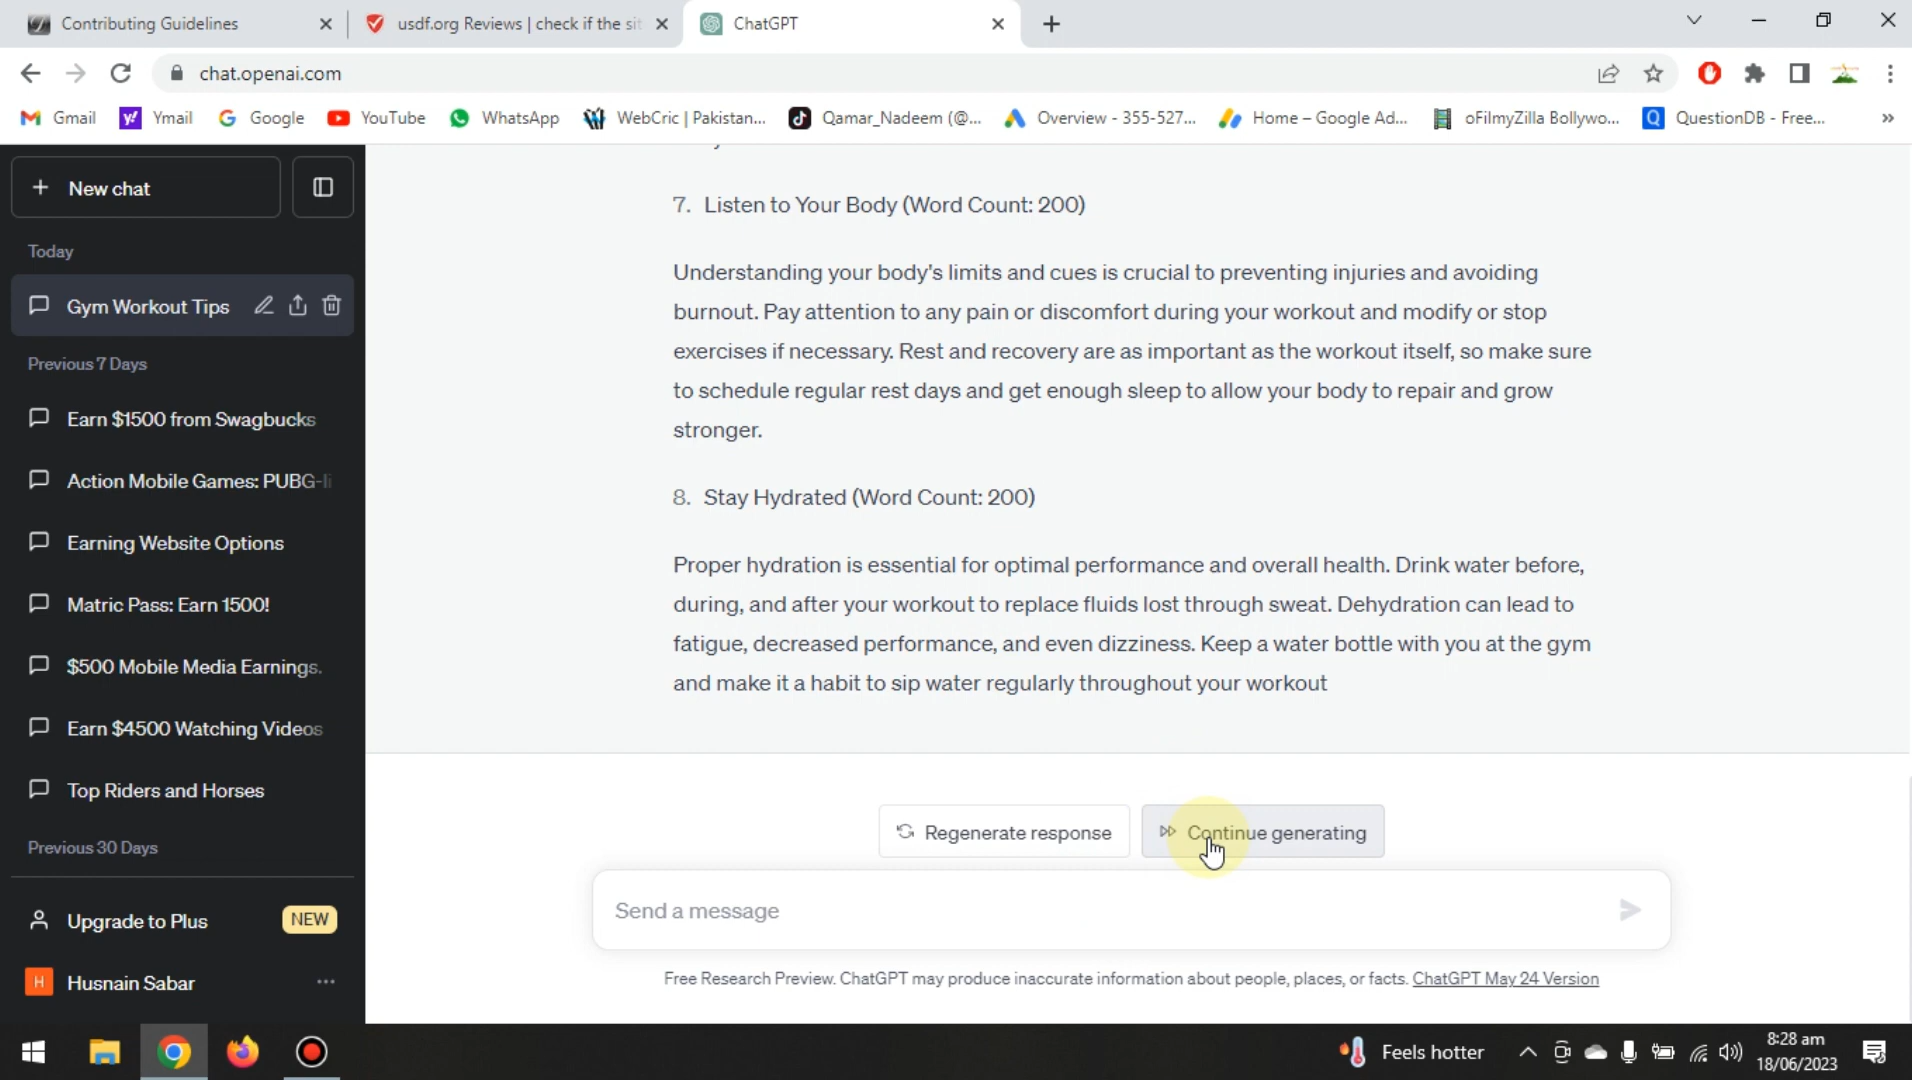 Contributing Guidelines
usdf.org Reviews | check if the sit
ChatGPT
chat.openai.com
Gmail
Ymail
Google
YouTube
WhatsApp
WebCric | Pakistan...
Qamar_Nadeem (@...
Overview - 355-527...
Home – Google Ad...
oFilmyZilla Bollywo...
QuestionDB - Free...
New chat
Today
Gym Workout Tips
Previous 7 Days
Earn $1500 from Swagbucks
Action Mobile Games: PUBG-li
Earning Website Options
Matric Pass: Earn 1500!
$500 Mobile Media Earnings.
Earn $4500 Watching Videos
Top Riders and Horses
Previous 30 Days
Upgrade to Plus
NEW
H
Husnain Sabar
7. Listen to Your Body (Word Count: 200)
Understanding your body's limits and cues is crucial to preventing injuries and avoiding
burnout. Pay attention to any pain or discomfort during your workout and modify or stop
exercises if necessary. Rest and recovery are as important as the workout itself, so make sure
to schedule regular rest days and get enough sleep to allow your body to repair and grow
stronger.
8. Stay Hydrated (Word Count: 200)
Proper hydration is essential for optimal performance and overall health. Drink water before,
during, and after your workout to replace fluids lost through sweat. Dehydration can lead to
fatigue, decreased performance, and even dizziness. Keep a water bottle with you at the gym
and make it a habit to sip water regularly throughout your workout
Regenerate response
Continue generating
Send a message
Free Research Preview. ChatGPT may produce inaccurate information about people, places, or facts. ChatGPT May 24 Version
Feels hotter
8:28 am
18/06/2023